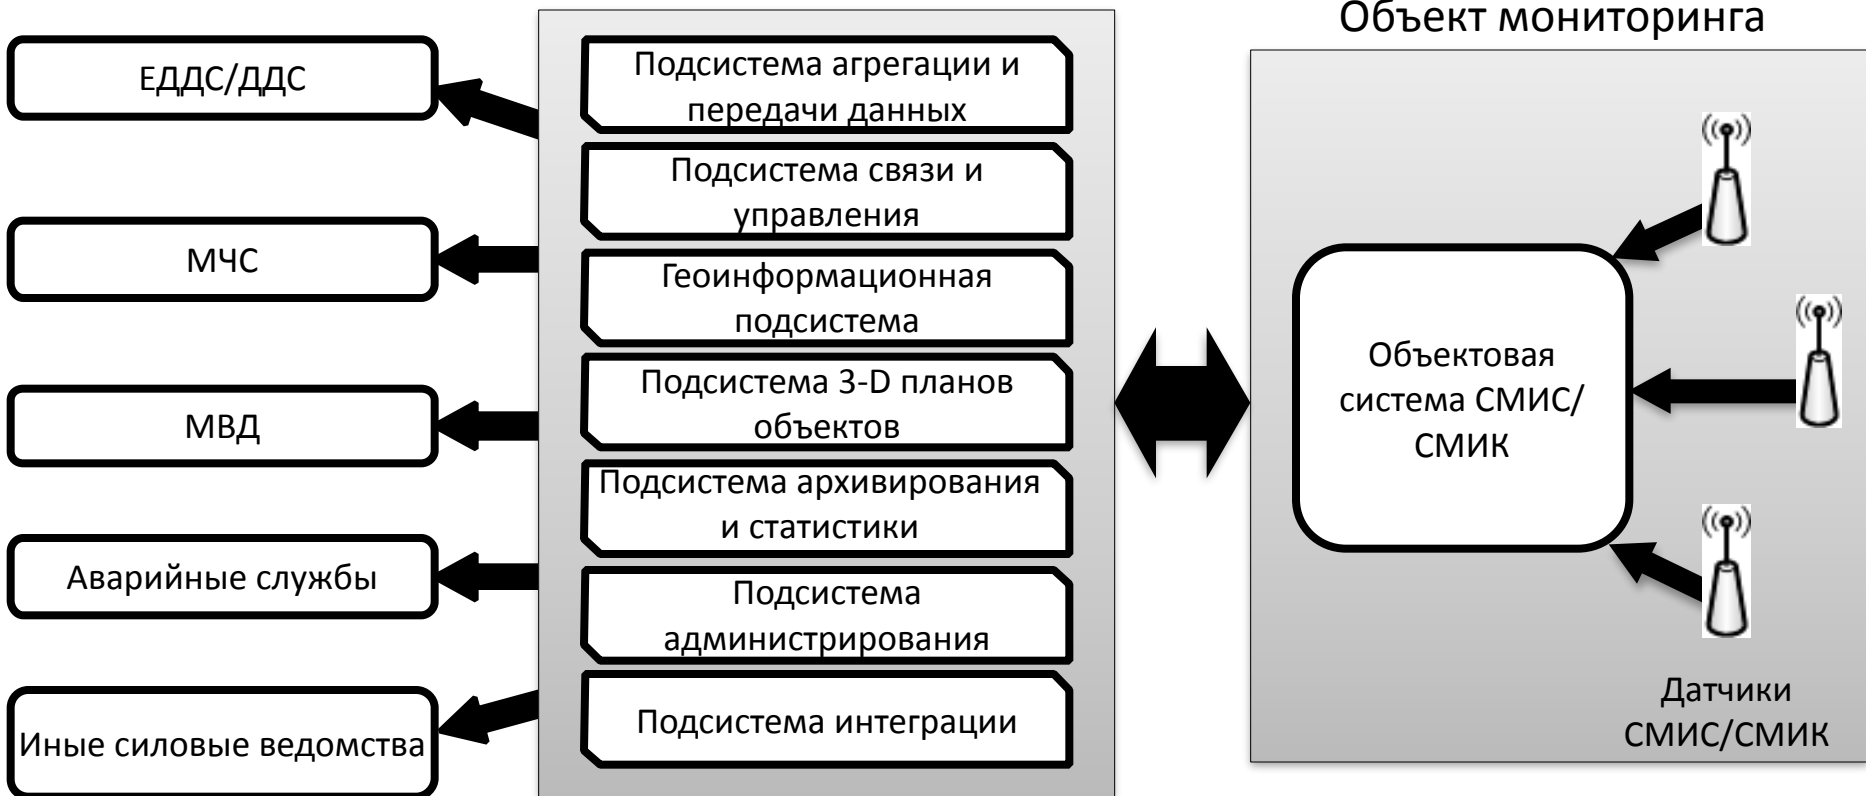 ЕДДС/ДДС
МЧС
МВД
Аварийные службы
Иные силовые ведомства
Подсистема агрегации и
передачи данных
Подсистема связи и
управления
Геоинформационная
подсистема
Подсистема 3-D планов
объектов
Подсистема архивирования
и статистики
Подсистема
администрирования
Подсистема интеграции
Объект мониторинга
Объектовая
система СМИС/
СМИК
Датчики
СМИС/СМИК